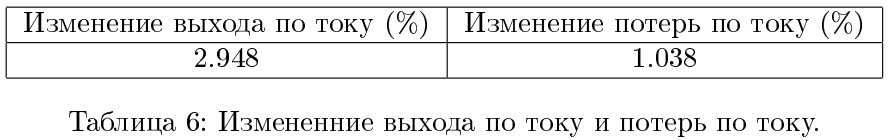 Изменение выхода по току (%) Изменение потерь по току (%)
2.948 1.038
Таблица 6: Измененние выхода по току и потерь по току.